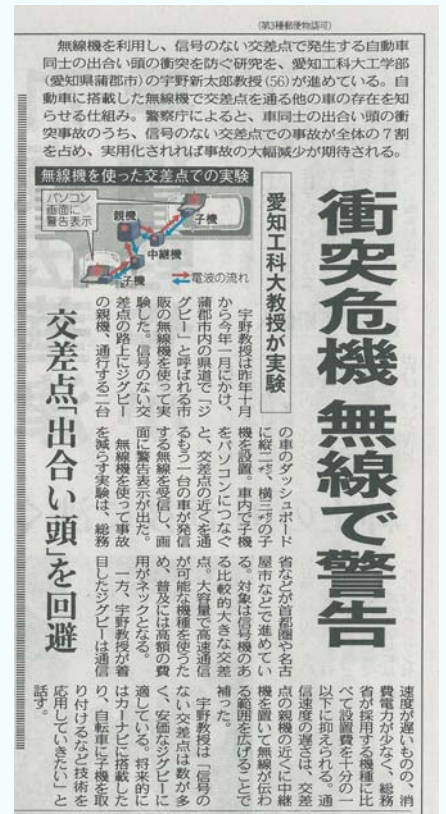 (第3種郵便物認可)
無線機を利用し、信号のない交差点で発生する自動車
同士の出合い頭の衝突を防ぐ研究を、愛知工科大工学部
(愛知県蒲郡市)の宇野新太郎教授(56)が進めている。自
動車に搭載した無線機で交差点を通る他の車の存在を知
らせる仕組み。警察庁によると、車同士の出合い頭の衝
突事故のうち、信号のない交差点での事故が全体の7割
を占め、実用化されれば事故の大幅減少が期待される。
衝突危機 無線で警告
愛知工科大教授が実験
交差点「出合い頭」を回避
無線機を使った交差点での実験
パソコン
画面に
警告表示
親機
子機
中継機
子機
電波の流れ
宇野教授は昨年十月
から今年一月にかけ、
蒲郡市内の県道で「ジ
グビー」と呼ばれる市
販の無線機を使って実
験した。信号のない交
差点の路上にジグビー
の親機、通行する二台
の車のダッシュボード
に縦二㌢、横三㌢の子
機を設置。車内で子機
をパソコンにつなぐ
と、交差点の近くを通
るもう一台の車が発信
する無線を受信し、画
面に警告表示が出た。
無線機を使って事故
を減らす実験は、総務
省などが首都圏や名古
屋市などで進めてい
る。対象は信号機のあ
る比較的大きな交差
点。大容量で高速通信
が可能な機種を使うた
め、普及には高額の費
用がネックとなる。
一方、宇野教授が着
目したジグビーは通信
速度が遅いものの、消
費電力が少なく、総務
省が採用する機種に比
べて設置費を十分の一
以下に抑えられる。通
信速度の遅さは、交差
点の親機の近くに中継
機を置いて無線が伝わ
る範囲を広げることで
補った。
宇野教授は「信号の
ない交差点は数が多
く、安価なジグビーに
適している。将来的に
はカーナビに搭載した
り、自転車に子機を取
り付けるなど技術を
応用していきたい」と
話す。